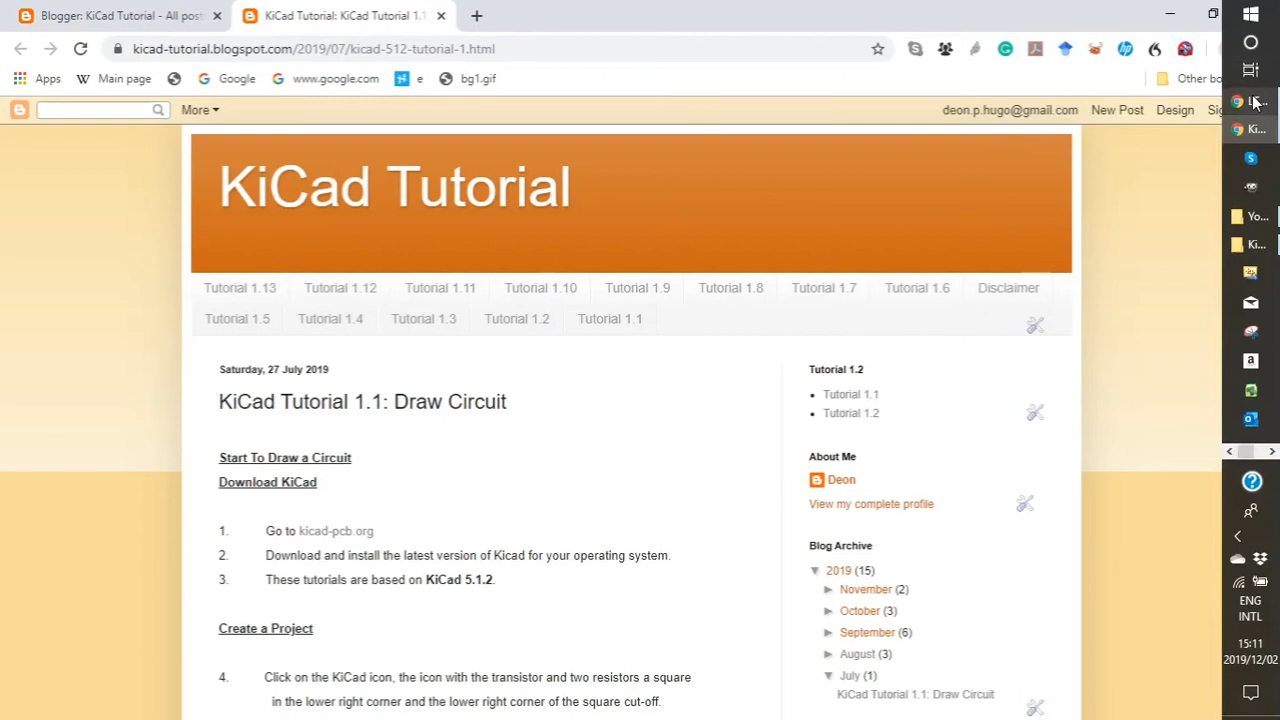 Blogger: KiCad Tutorial - All post
KiCad Tutorial: KiCad Tutorial 1.1
kicad-tutorial.blogspot.com/2019/07/kicad-512-tutorial-1.html
Apps
Main page
Google
www.google.com
e
bg1.gif
Other bo
More
deon.p.hugo@gmail.com
New Post
Design
Sig
KiCad Tutorial
Tutorial 1.13
Tutorial 1.12
Tutorial 1.11
Tutorial 1.10
Tutorial 1.9
Tutorial 1.8
Tutorial 1.7
Tutorial 1.6
Disclaimer
Tutorial 1.5
Tutorial 1.4
Tutorial 1.3
Tutorial 1.2
Tutorial 1.1
Saturday, 27 July 2019
KiCad Tutorial 1.1: Draw Circuit
Start To Draw a Circuit
Download KiCad
1. Go to kicad-pcb.org
2. Download and install the latest version of Kicad for your operating system.
3. These tutorials are based on KiCad 5.1.2.
Create a Project
4. Click on the KiCad icon, the icon with the transistor and two resistors a square
in the lower right corner and the lower right corner of the square cut-off.
Tutorial 1.2
Tutorial 1.1
Tutorial 1.2
About Me
Deon
View my complete profile
Blog Archive
▼ 2019 (15)
► November (2)
► October (3)
► September (6)
► August (3)
▼ July (1)
KiCad Tutorial 1.1: Draw Circuit
Ki...
Yo...
Ki...
ENG
INTL
15:11
2019/12/02